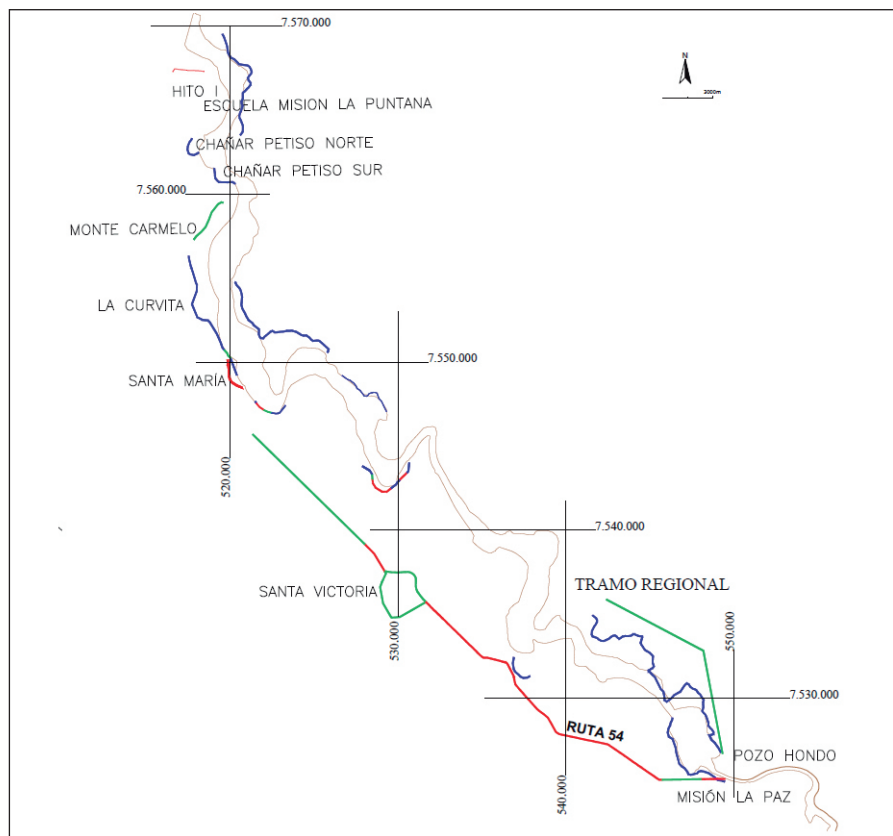 7.570.000
N
3000m
HITO I
ESCUELA MISION LA PUNTANA
CHAÑAR PETISO NORTE
CHAÑAR PETISO SUR
7.560.000
MONTE CARMELO
LA CURVITA
7.550.000
SANTA MARÍA
520.000
7.540.000
TRAMO REGIONAL
SANTA VICTORIA
530.000
550.000
7.530.000
RUTA 54
POZO HONDO
540.000
MISIÓN LA PAZ